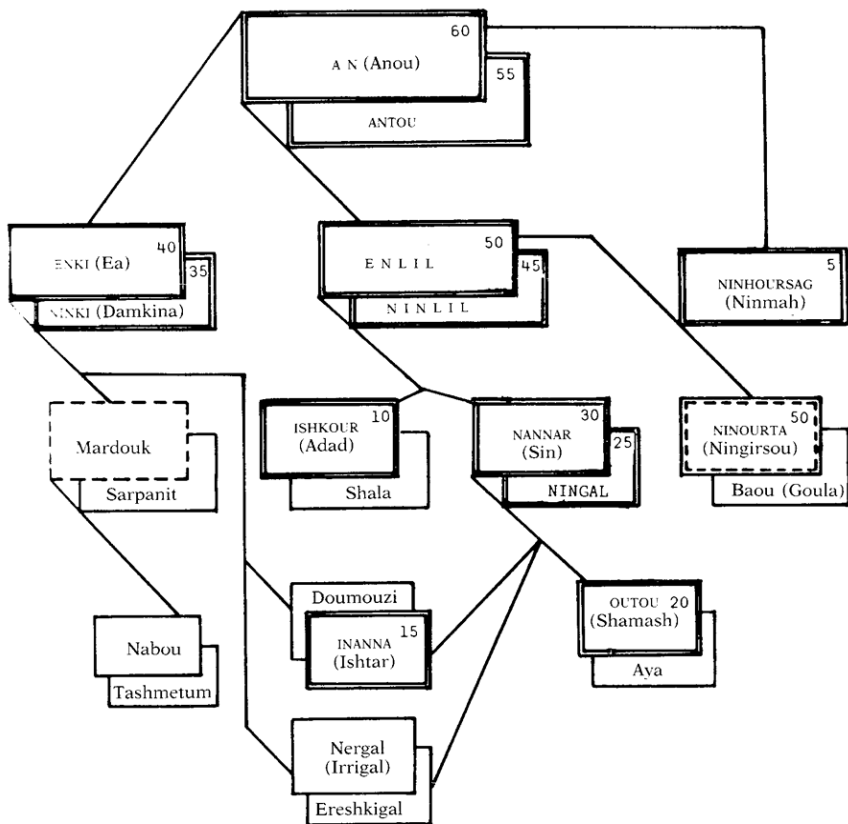 60
A N (Anou)
55
ANTOU
40
ENKI (Ea)
35
NINKI (Damkina)
50
E N L I L
45
N I N L I L
5
NINHOURSAG
(Ninmah)
Mardouk
Sarpanit
10
ISHKOUR
(Adad)
Shala
30
NANNAR
(Sin)
25
NINGAL
50
NINOURTA
(Ningirsou)
Baou (Goula)
Nabou
Tashmetum
Doumouzi
15
INANNA
(Ishtar)
OUTOU 20
(Shamash)
Aya
Nergal
(Irrigal)
Ereshkigal